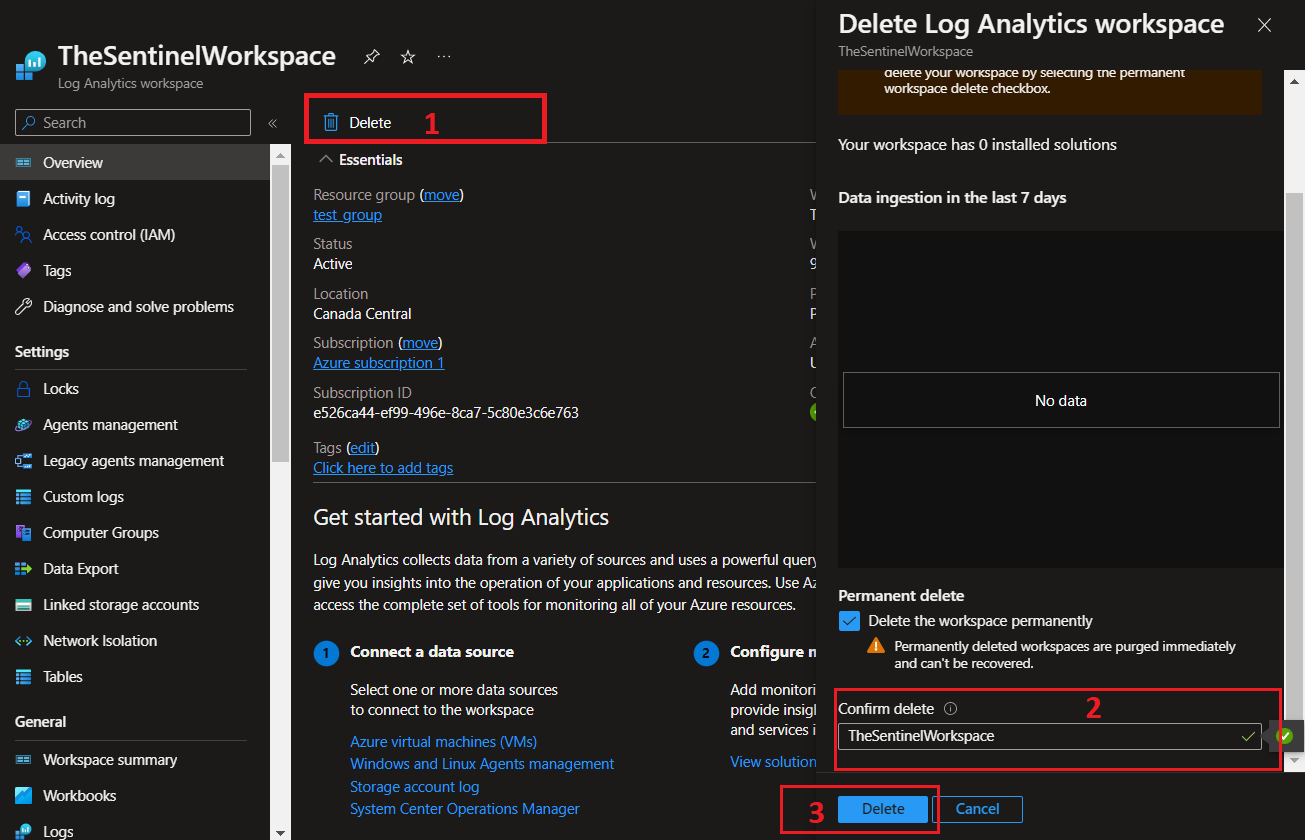 TheSentinelWorkspace
Log Analytics workspace
Search
Overview
Activity log
Access control (IAM)
Tags
Diagnose and solve problems
Settings
Locks
Agents management
Legacy agents management
Custom logs
Computer Groups
Data Export
Linked storage accounts
Network Isolation
Tables
General
Workspace summary
Workbooks
Logs
Delete 1
Essentials
Resource group (move)
test_group
Status
Active
Location
Canada Central
Subscription (move)
Azure subscription 1
Subscription ID
e526ca44-ef99-496e-8ca7-5c80e3c6e763
Tags (edit)
Click here to add tags
Get started with Log Analytics
Log Analytics collects data from a variety of sources and uses a powerful query
give you insights into the operation of your applications and resources. Use Az
access the complete set of tools for monitoring all of your Azure resources.
1 Connect a data source
Select one or more data sources
to connect to the workspace
Azure virtual machines (VMs)
Windows and Linux Agents management
Storage account log
System Center Operations Manager
2 Configure m
Add monitori
provide insigh
and services i
View solution
Delete Log Analytics workspace
TheSentinelWorkspace
delete your workspace by selecting the permanent
workspace delete checkbox.
Your workspace has 0 installed solutions
Data ingestion in the last 7 days
No data
Permanent delete
Delete the workspace permanently
Permanently deleted workspaces are purged immediately
and can't be recovered.
Confirm delete 2
TheSentinelWorkspace
3 Delete Cancel